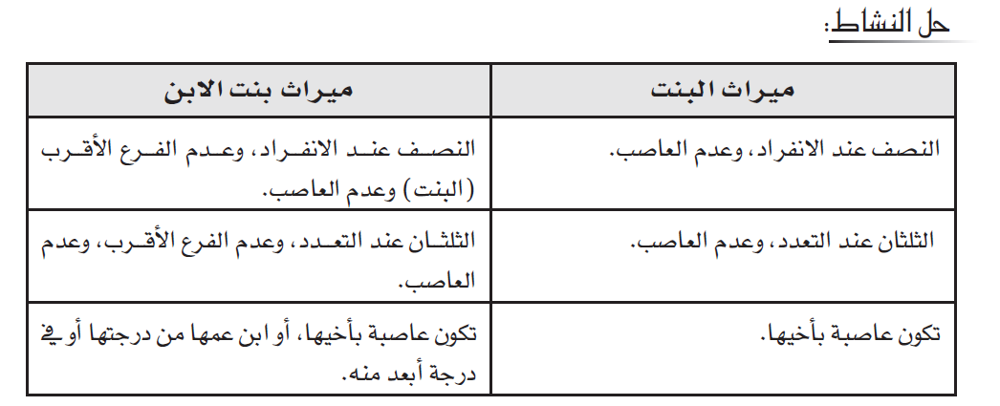 حل النشاط:
ميراث البنت
ميراث بنت الابن
النصف عند الانفراد، وعدم العاصب.
النصف عند الانفراد، وعدم الفرع الأقرب
(البنت) وعدم العاصب.
الثلثان عند التعدد، وعدم العاصب.
الثلثان عند التعدد، وعدم الفرع الأقرب، وعدم
العاصب.
تكون عاصبة بأخيها.
تكون عاصبة بأخيها، أو ابن عمها من درجتها أو في
درجة أبعد منه.